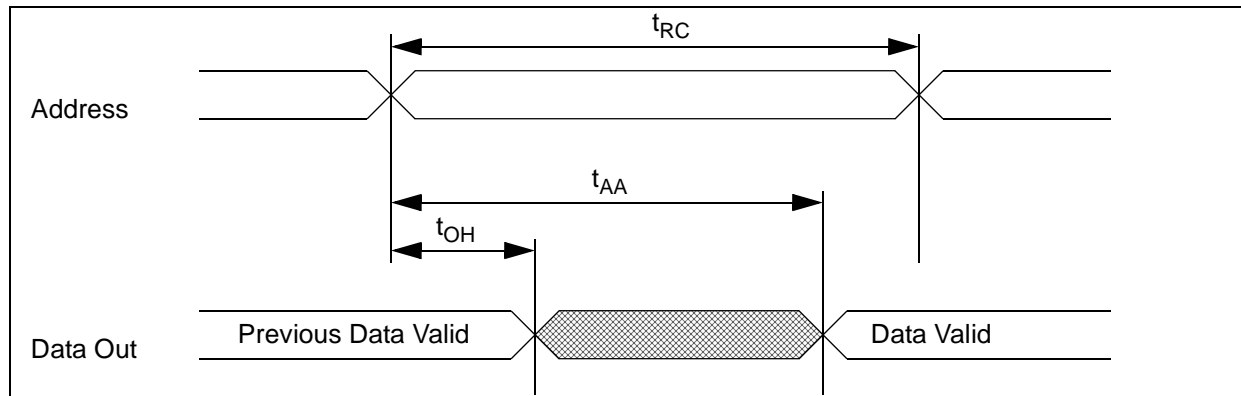 tRC
Address
tAA
tOH
Data Out
Previous Data Valid
Data Valid